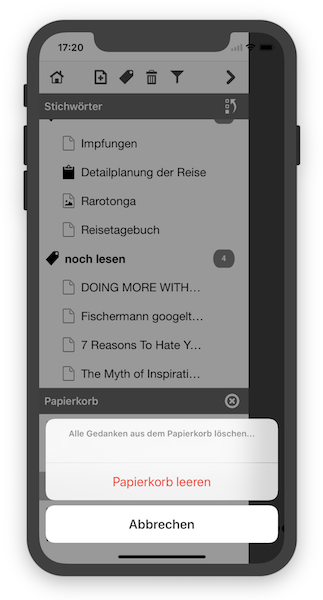 17:20
Stichwörter
Impfungen
Detailplanung der Reise
Rarotonga
Reisetagebuch
noch lesen
4
DOING MORE WITH...
Fischermann googelt...
7 Reasons To Hate Y...
The Myth of Inspirati...
Papierkorb
Alle Gedanken aus dem Papierkorb löschen...
Papierkorb leeren
Abbrechen